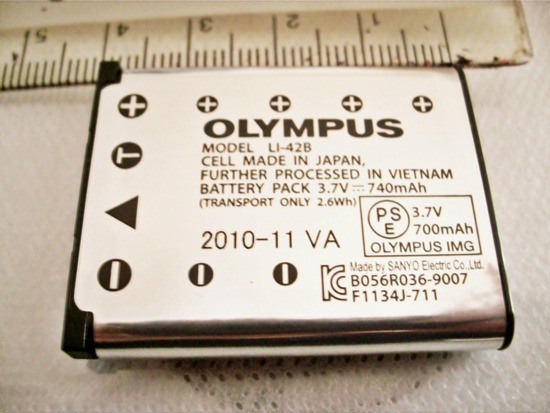 5 4 3 2 1
OLYMPUS
MODEL LI-42B
CELL MADE IN JAPAN,
FURTHER PROCESSED IN VIETNAM
BATTERY PACK 3.7V⎓740mAh
(TRANSPORT ONLY 2.6Wh)
PSE 3.7V
700mAh
OLYMPUS IMG
2010-11 VA
T
Made by SANYO Electric Co.,Ltd.
B056R036-9007
F1134J-711